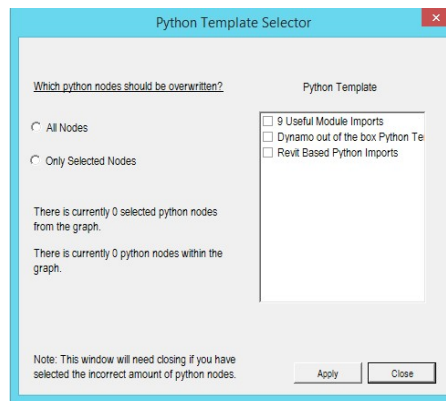 Python Template Selector
Which python nodes should be overwritten?
All Nodes
Only Selected Nodes
There is currently 0 selected python nodes
from the graph.
There is currently 0 python nodes within the
graph.
Note: This window will need closing if you have
selected the incorrect amount of python nodes.
Python Template
9 Useful Module Imports
Dynamo out of the box Python Te
Revit Based Python Imports
Apply
Close